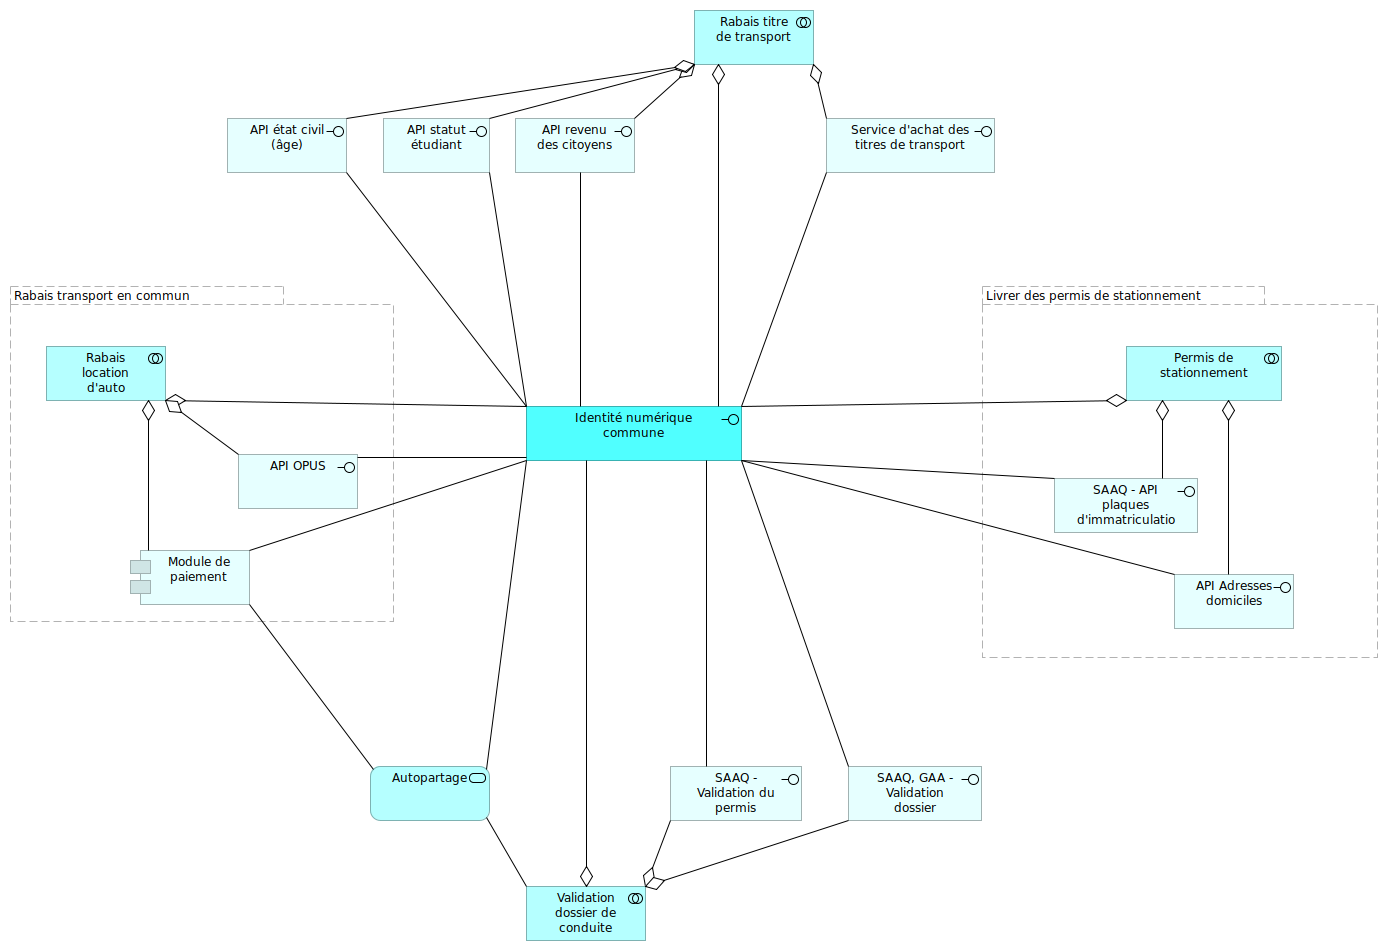 Rabais titre
de transport
API état civil
(âge)
API statut
étudiant
API revenu
des citoyens
Service d'achat des
titres de transport
Rabais transport en commun
Livrer des permis de stationnement
Rabais
location
d'auto
Permis de
stationnement
Identité numérique
commune
API OPUS
SAAQ - API
plaques
d'immatriculatio
Module de
paiement
API Adresses
domiciles
Autopartage
SAAQ -
Validation du
permis
SAAQ, GAA -
Validation
dossier
Validation
dossier de
conduite